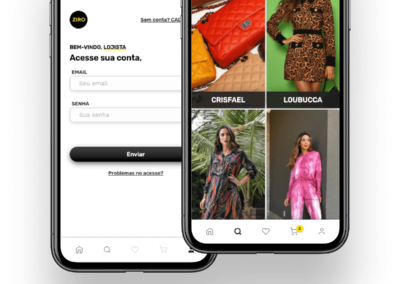 ZIRO
Sem conta? CAD
BEM-VINDO, LOJISTA
Acesse sua conta.
EMAIL
Seu email
SENHA
Sua senha
Enviar
Problemas no acesso?
CRISFAEL
LOUBUCCA
2